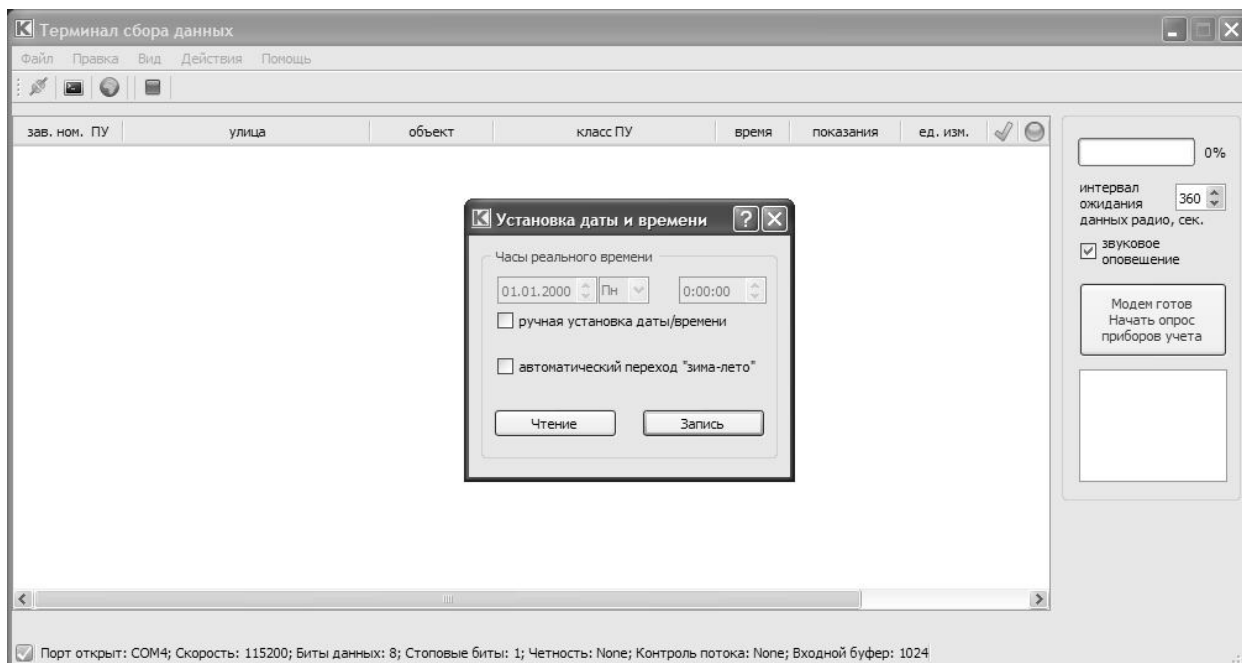 Терминал сбора данных
Файл Правка Вид Действия Помощь
зав. ном. ПУ улица объект класс ПУ время показания ед. изм.
0%
интервал
ожидания
данных радио, сек.
360
звуковое
оповещение
Модем готов
Начать опрос
приборов учета
Установка даты и времени
Часы реального времени
01.01.2000 Пн 0:00:00
ручная установка даты/времени
автоматический переход "зима-лето"
Чтение Запись
Порт открыт: COM4; Скорость: 115200; Биты данных: 8; Стоповые биты: 1; Четность: None; Контроль потока: None; Входной буфер: 1024